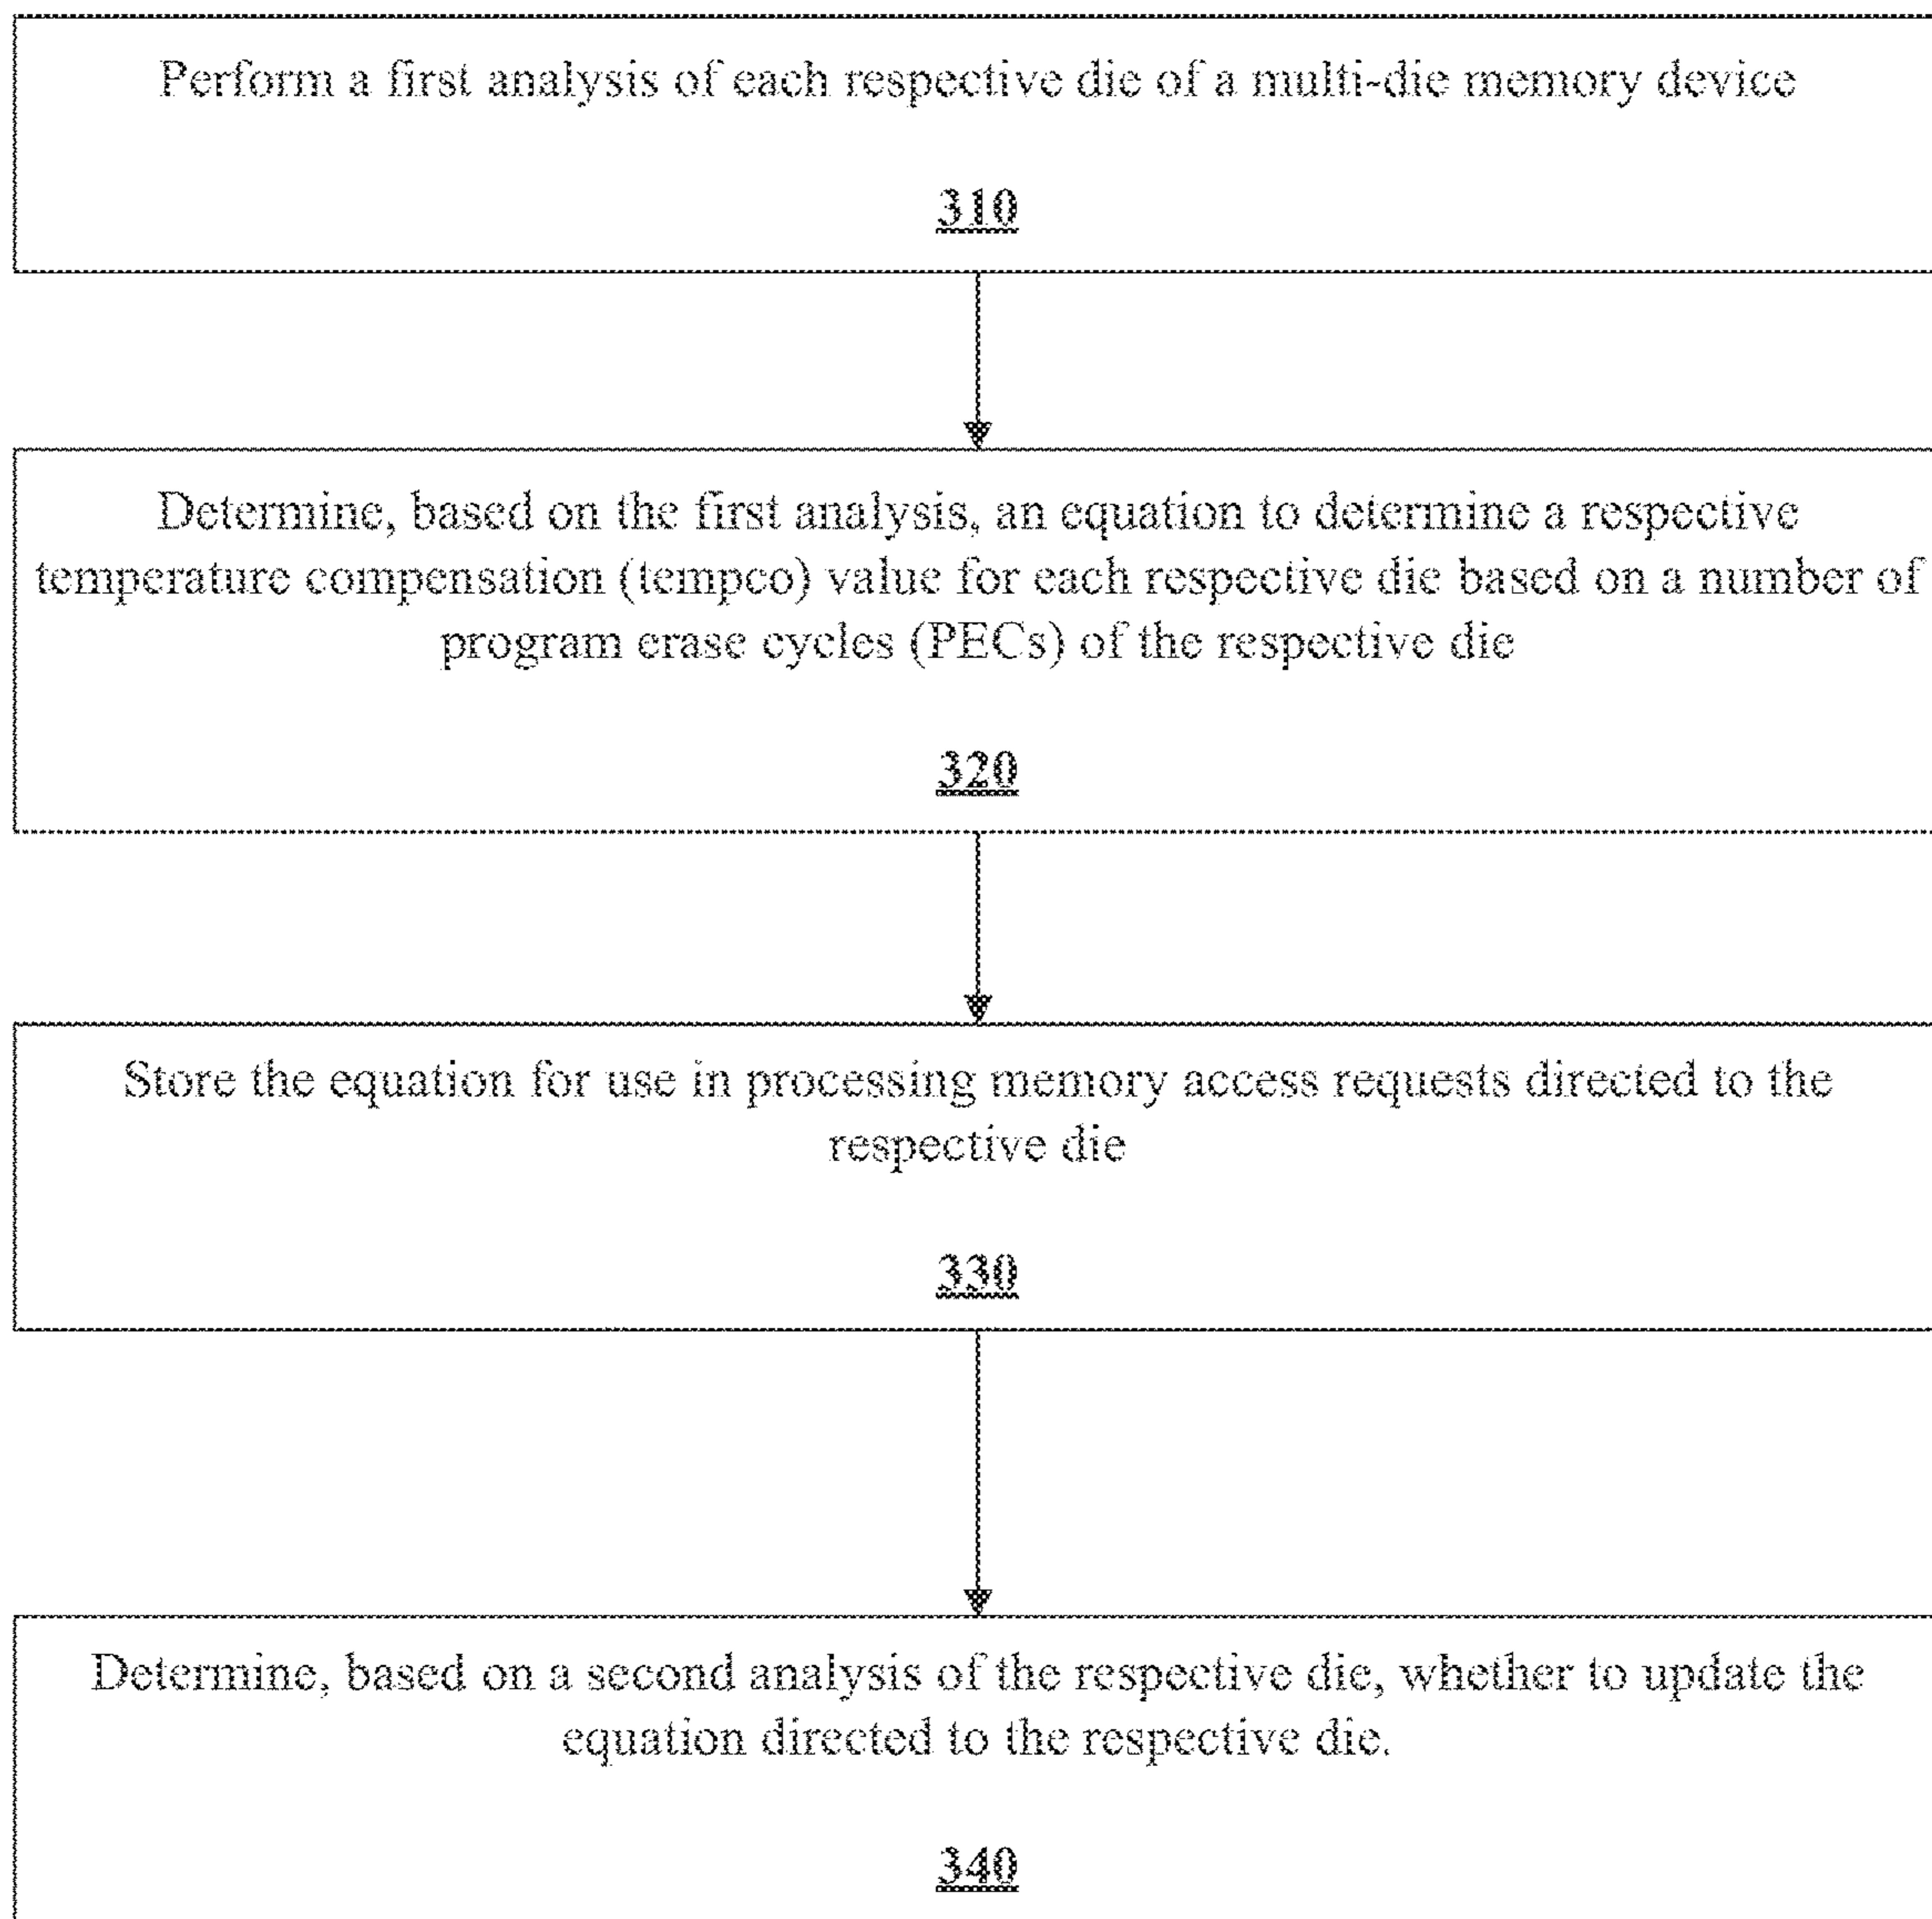 Perform a first analysis of each respective die of a multi-die memory device
310
Determine, based on the first analysis, an equation to determine a respective
temperature compensation (tempco) value for each respective die based on a number of
program erase cycles (PECs) of the respective die
320
Store the equation for use in processing memory access requests directed to the
respective die
330
Determine, based on a second analysis of the respective die, whether to update the
equation directed to the respective die.
340